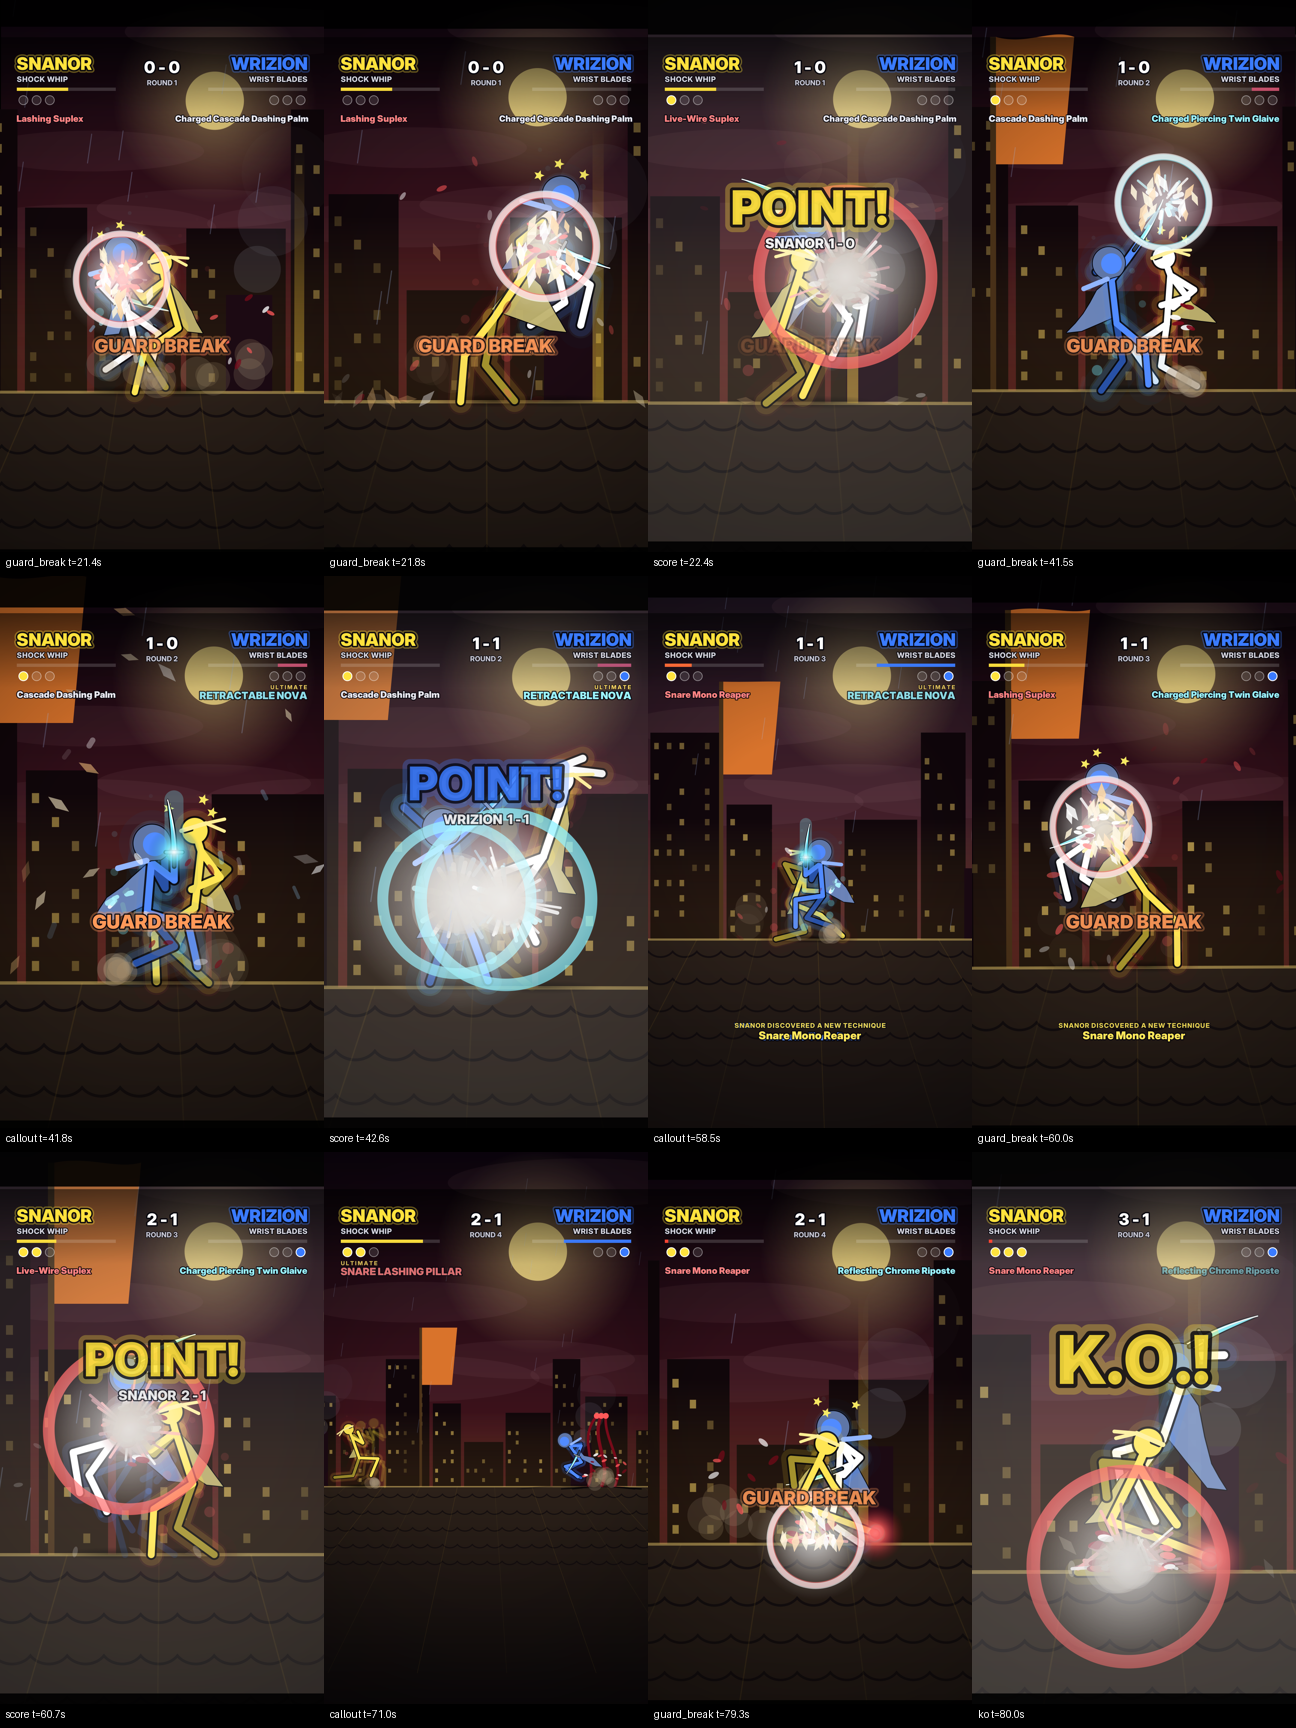 SNANOR
0-0
WRIZION
SHOCK WHIP
ROUND 1
WRIST BLADES
Lashing Suplex
Charged Cascade Dashing Palm
GUARD BREAK
guard_break t=21.4s
SNANOR
0-0
WRIZION
SHOCK WHIP
ROUND 1
WRIST BLADES
Lashing Suplex
Charged Cascade Dashing Palm
GUARD BREAK
guard_break t=21.8s
SNANOR
1-0
WRIZION
SHOCK WHIP
ROUND 1
WRIST BLADES
Live-Wire Suplex
Charged Cascade Dashing Palm
POINT!
SNANOR 1-0
GUARD BREAK
score t=22.4s
SNANOR
1-0
WRIZION
SHOCK WHIP
ROUND 2
WRIST BLADES
Cascade Dashing Palm
Charged Piercing Twin Glaive
GUARD BREAK
guard_break t=41.5s
SNANOR
1-0
WRIZION
SHOCK WHIP
ROUND 2
WRIST BLADES
ULTIMATE
Cascade Dashing Palm
RETRACTABLE NOVA
GUARD BREAK
callout t=41.8s
SNANOR
1-1
WRIZION
SHOCK WHIP
ROUND 2
WRIST BLADES
ULTIMATE
Cascade Dashing Palm
RETRACTABLE NOVA
POINT!
WRIZION 1-1
score t=42.6s
SNANOR
1-1
WRIZION
SHOCK WHIP
ROUND 3
WRIST BLADES
ULTIMATE
Snare Mono Reaper
RETRACTABLE NOVA
SNANOR DISCOVERED A NEW TECHNIQUE
Snare Mono Reaper
callout t=58.5s
SNANOR
1-1
WRIZION
SHOCK WHIP
ROUND 3
WRIST BLADES
Lashing Suplex
Charged Piercing Twin Glaive
GUARD BREAK
SNANOR DISCOVERED A NEW TECHNIQUE
Snare Mono Reaper
guard_break t=60.0s
SNANOR
2-1
WRIZION
SHOCK WHIP
ROUND 3
WRIST BLADES
Live-Wire Suplex
Charged Piercing Twin Glaive
POINT!
SNANOR 2-1
score t=60.7s
SNANOR
2-1
WRIZION
SHOCK WHIP
ROUND 4
WRIST BLADES
ULTIMATE
SNARE LASHING PILLAR
callout t=71.0s
SNANOR
2-1
WRIZION
SHOCK WHIP
ROUND 4
WRIST BLADES
Snare Mono Reaper
Reflecting Chrome Riposte
GUARD BREAK
guard_break t=79.3s
SNANOR
3-1
WRIZION
SHOCK WHIP
ROUND 4
WRIST BLADES
Snare Mono Reaper
Reflecting Chrome Riposte
K.O.!
ko t=80.0s